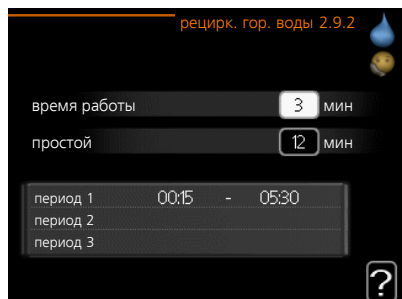 рецирк. гор. воды 2.9.2
время работы 3 мин
простой 12 мин
период 1 00:15 - 05:30
период 2
период 3
?